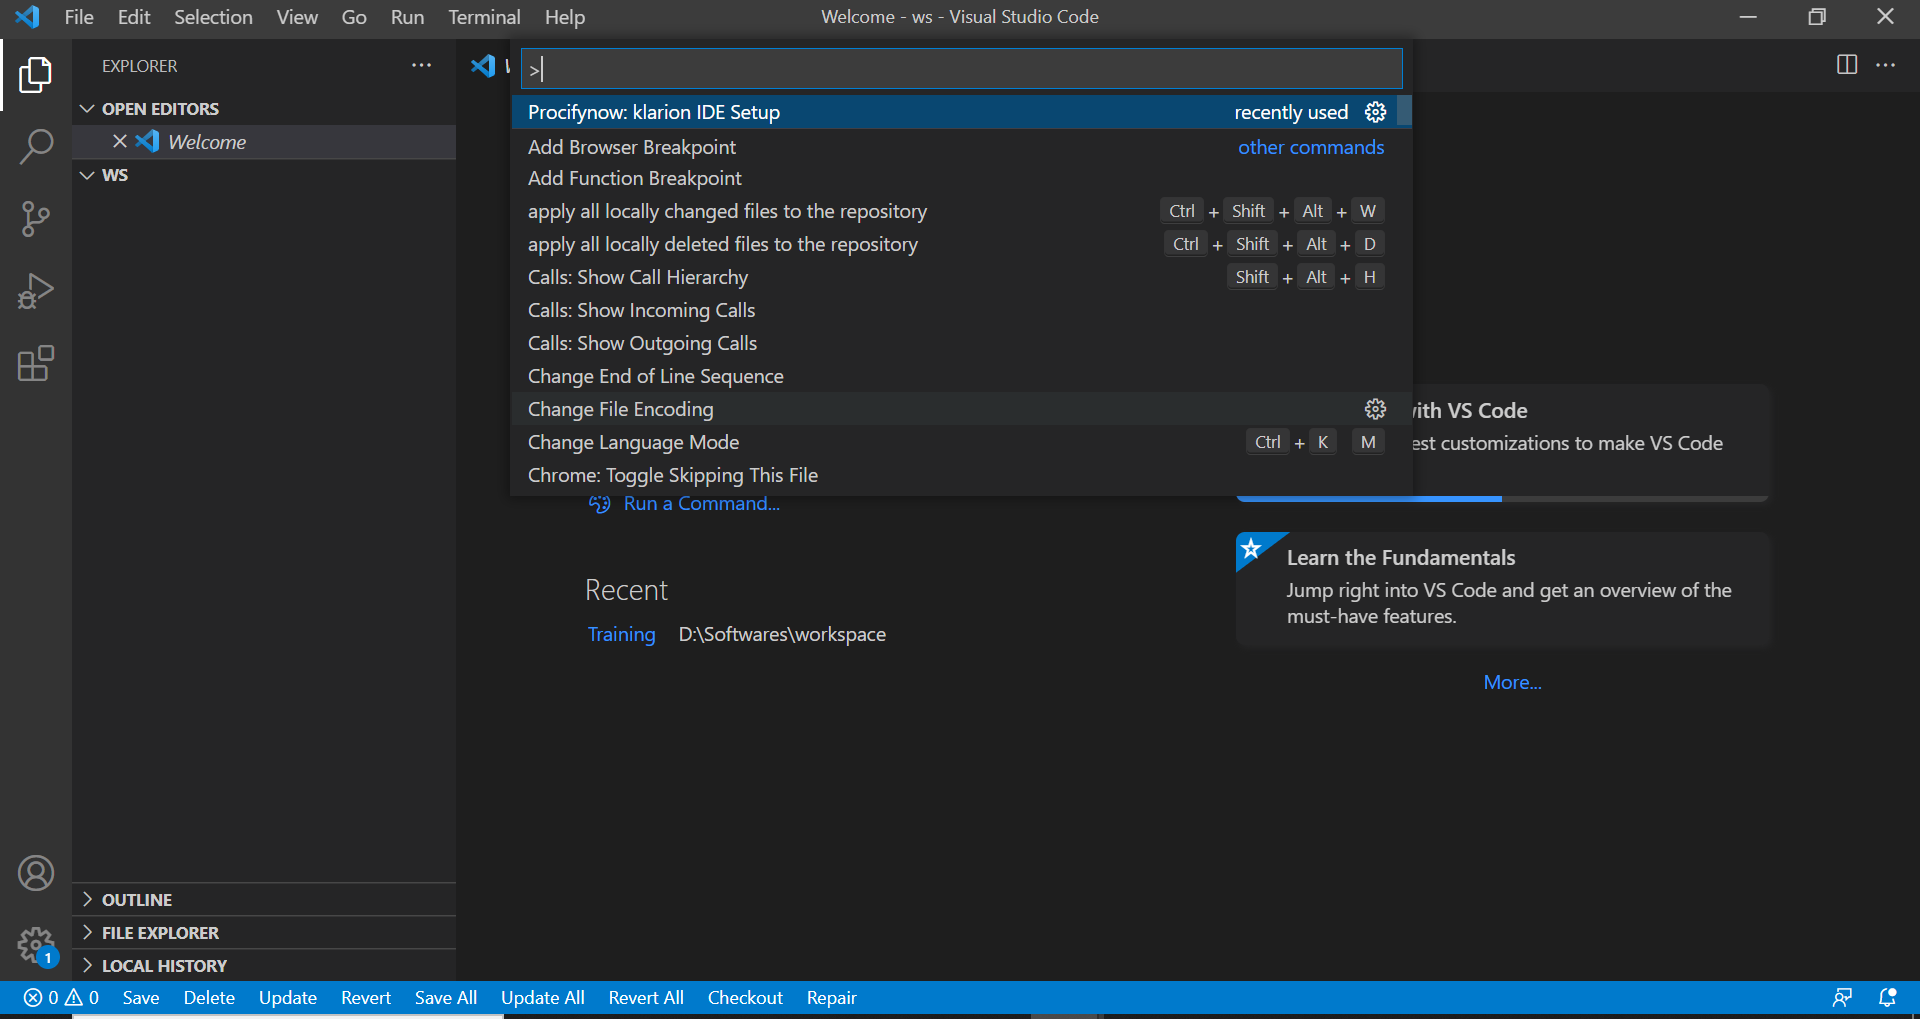 File Edit Selection View Go Run Terminal Help
Welcome - ws - Visual Studio Code
EXPLORER
OPEN EDITORS
Welcome
WS
>
Procifynow: klarion IDE Setup recently used
Add Browser Breakpoint other commands
Add Function Breakpoint
apply all locally changed files to the repository Ctrl + Shift + Alt + W
apply all locally deleted files to the repository Ctrl + Shift + Alt + D
Calls: Show Call Hierarchy Shift + Alt + H
Calls: Show Incoming Calls
Calls: Show Outgoing Calls
Change End of Line Sequence
Change File Encoding
Change Language Mode Ctrl + K M
Chrome: Toggle Skipping This File
Run a Command...
Recent
Training D:\Softwares\workspace
ith VS Code
est customizations to make VS Code
Learn the Fundamentals
Jump right into VS Code and get an overview of the
must-have features.
More...
OUTLINE
FILE EXPLORER
LOCAL HISTORY
1
0 0 Save Delete Update Revert Save All Update All Revert All Checkout Repair